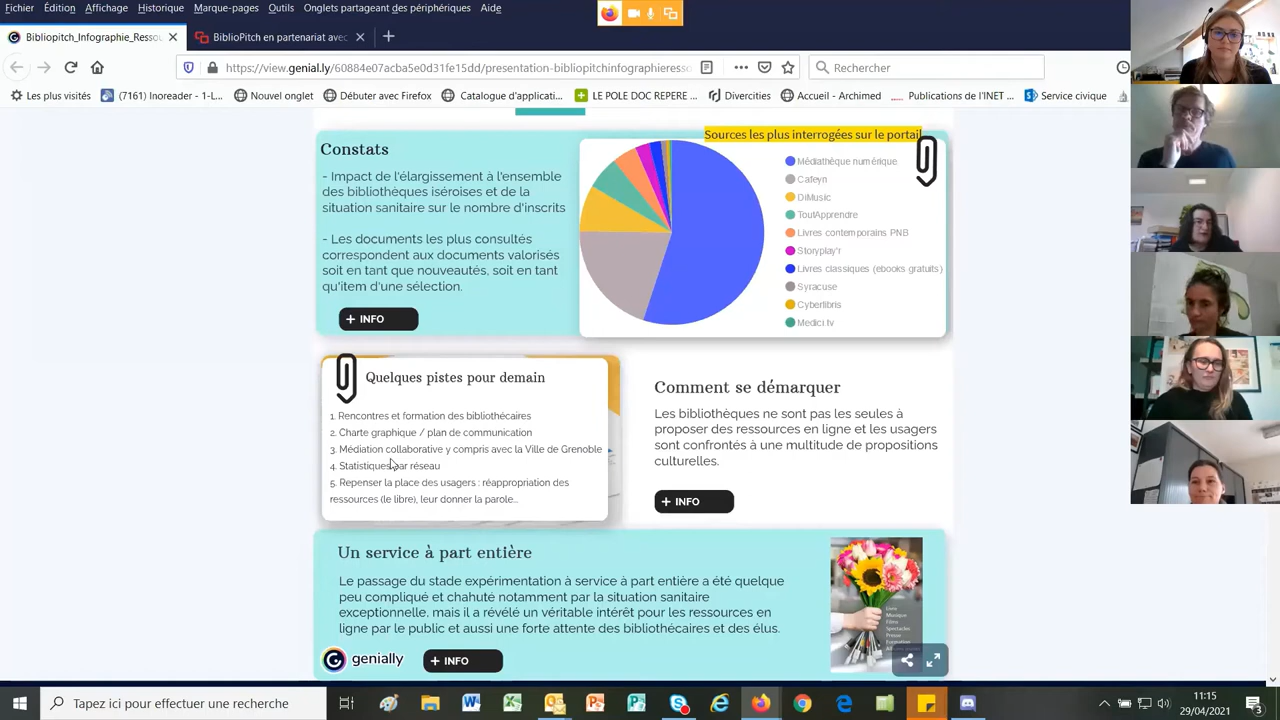 Fichier Édition Affichage Historique Marque-pages Outils Onglets partageant des périphériques Aide
Bibliopitch_Infographie_Ressou
BiblioPitch en partenariat avec
https://view.genial.ly/60884e07acba5e0d31fe15dd/presentation-bibliopitchinfographieresso
Rechercher
Les plus visités
(7161) Inoreader - 1-L...
Nouvel onglet
Débuter avec Firefox
Catalogue d'applicati...
LE POLE DOC REPERE ...
Divercities
Accueil - Archimed
Publications de l'INET ...
Service civique
Constats
- Impact de l'élargissement à l'ensemble
des bibliothèques iséroises et de la
situation sanitaire sur le nombre d'inscrits
- Les documents les plus consultés
correspondent aux documents valorisés
soit en tant que nouveautés, soit en tant
qu'item d'une sélection.
+ INFO
Sources les plus interrogées sur le portail
Médiathèque numérique
Cafeyn
DiMusic
ToutApprendre
Livres contemporains PNB
Storyplay'r
Livres classiques (ebooks gratuits)
Syracuse
Cyberlibris
Medici.tv
Quelques pistes pour demain
1. Rencontres et formation des bibliothécaires
2. Charte graphique / plan de communication
3. Médiation collaborative y compris avec la Ville de Grenoble
4. Statistiques par réseau
5. Repenser la place des usagers : réappropriation des
ressources (le libre), leur donner la parole...
Comment se démarquer
Les bibliothèques ne sont pas les seules à
proposer des ressources en ligne et les usagers
sont confrontés à une multitude de propositions
culturelles.
+ INFO
Un service à part entière
Le passage du stade expérimentation à service à part entière a été quelque
peu compliqué et chahuté notamment par la situation sanitaire
exceptionnelle, mais il a révélé un véritable intérêt pour les ressources en
ligne par le public et aussi une forte attente des bibliothécaires et des élus.
Livre
Musique
Films
Spectacle
Presse
Formation
genially
+ INFO
Tapez ici pour effectuer une recherche
11:15
29/04/2021
3